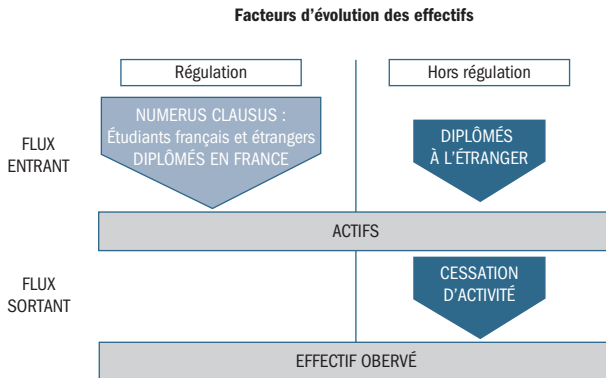 Facteurs d’évolution des effectifs
Régulation
Hors régulation
FLUX
ENTRANT
NUMERUS CLAUSUS :
Étudiants français et étrangers
DIPLÔMÉS EN FRANCE
DIPLÔMÉS
À L’ÉTRANGER
ACTIFS
FLUX
SORTANT
CESSATION
D’ACTIVITÉ
EFFECTIF OBERVÉ